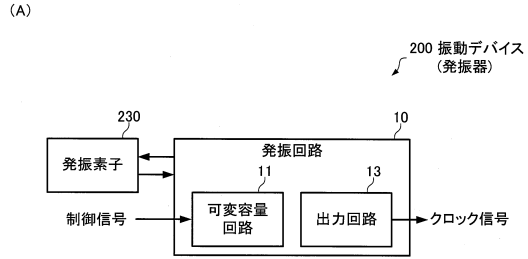 (A)
200 振動デバイス
(発振器)
230
10
発振素子
発振回路
11
13
制御信号
可変容量
回路
出力回路
クロック信号